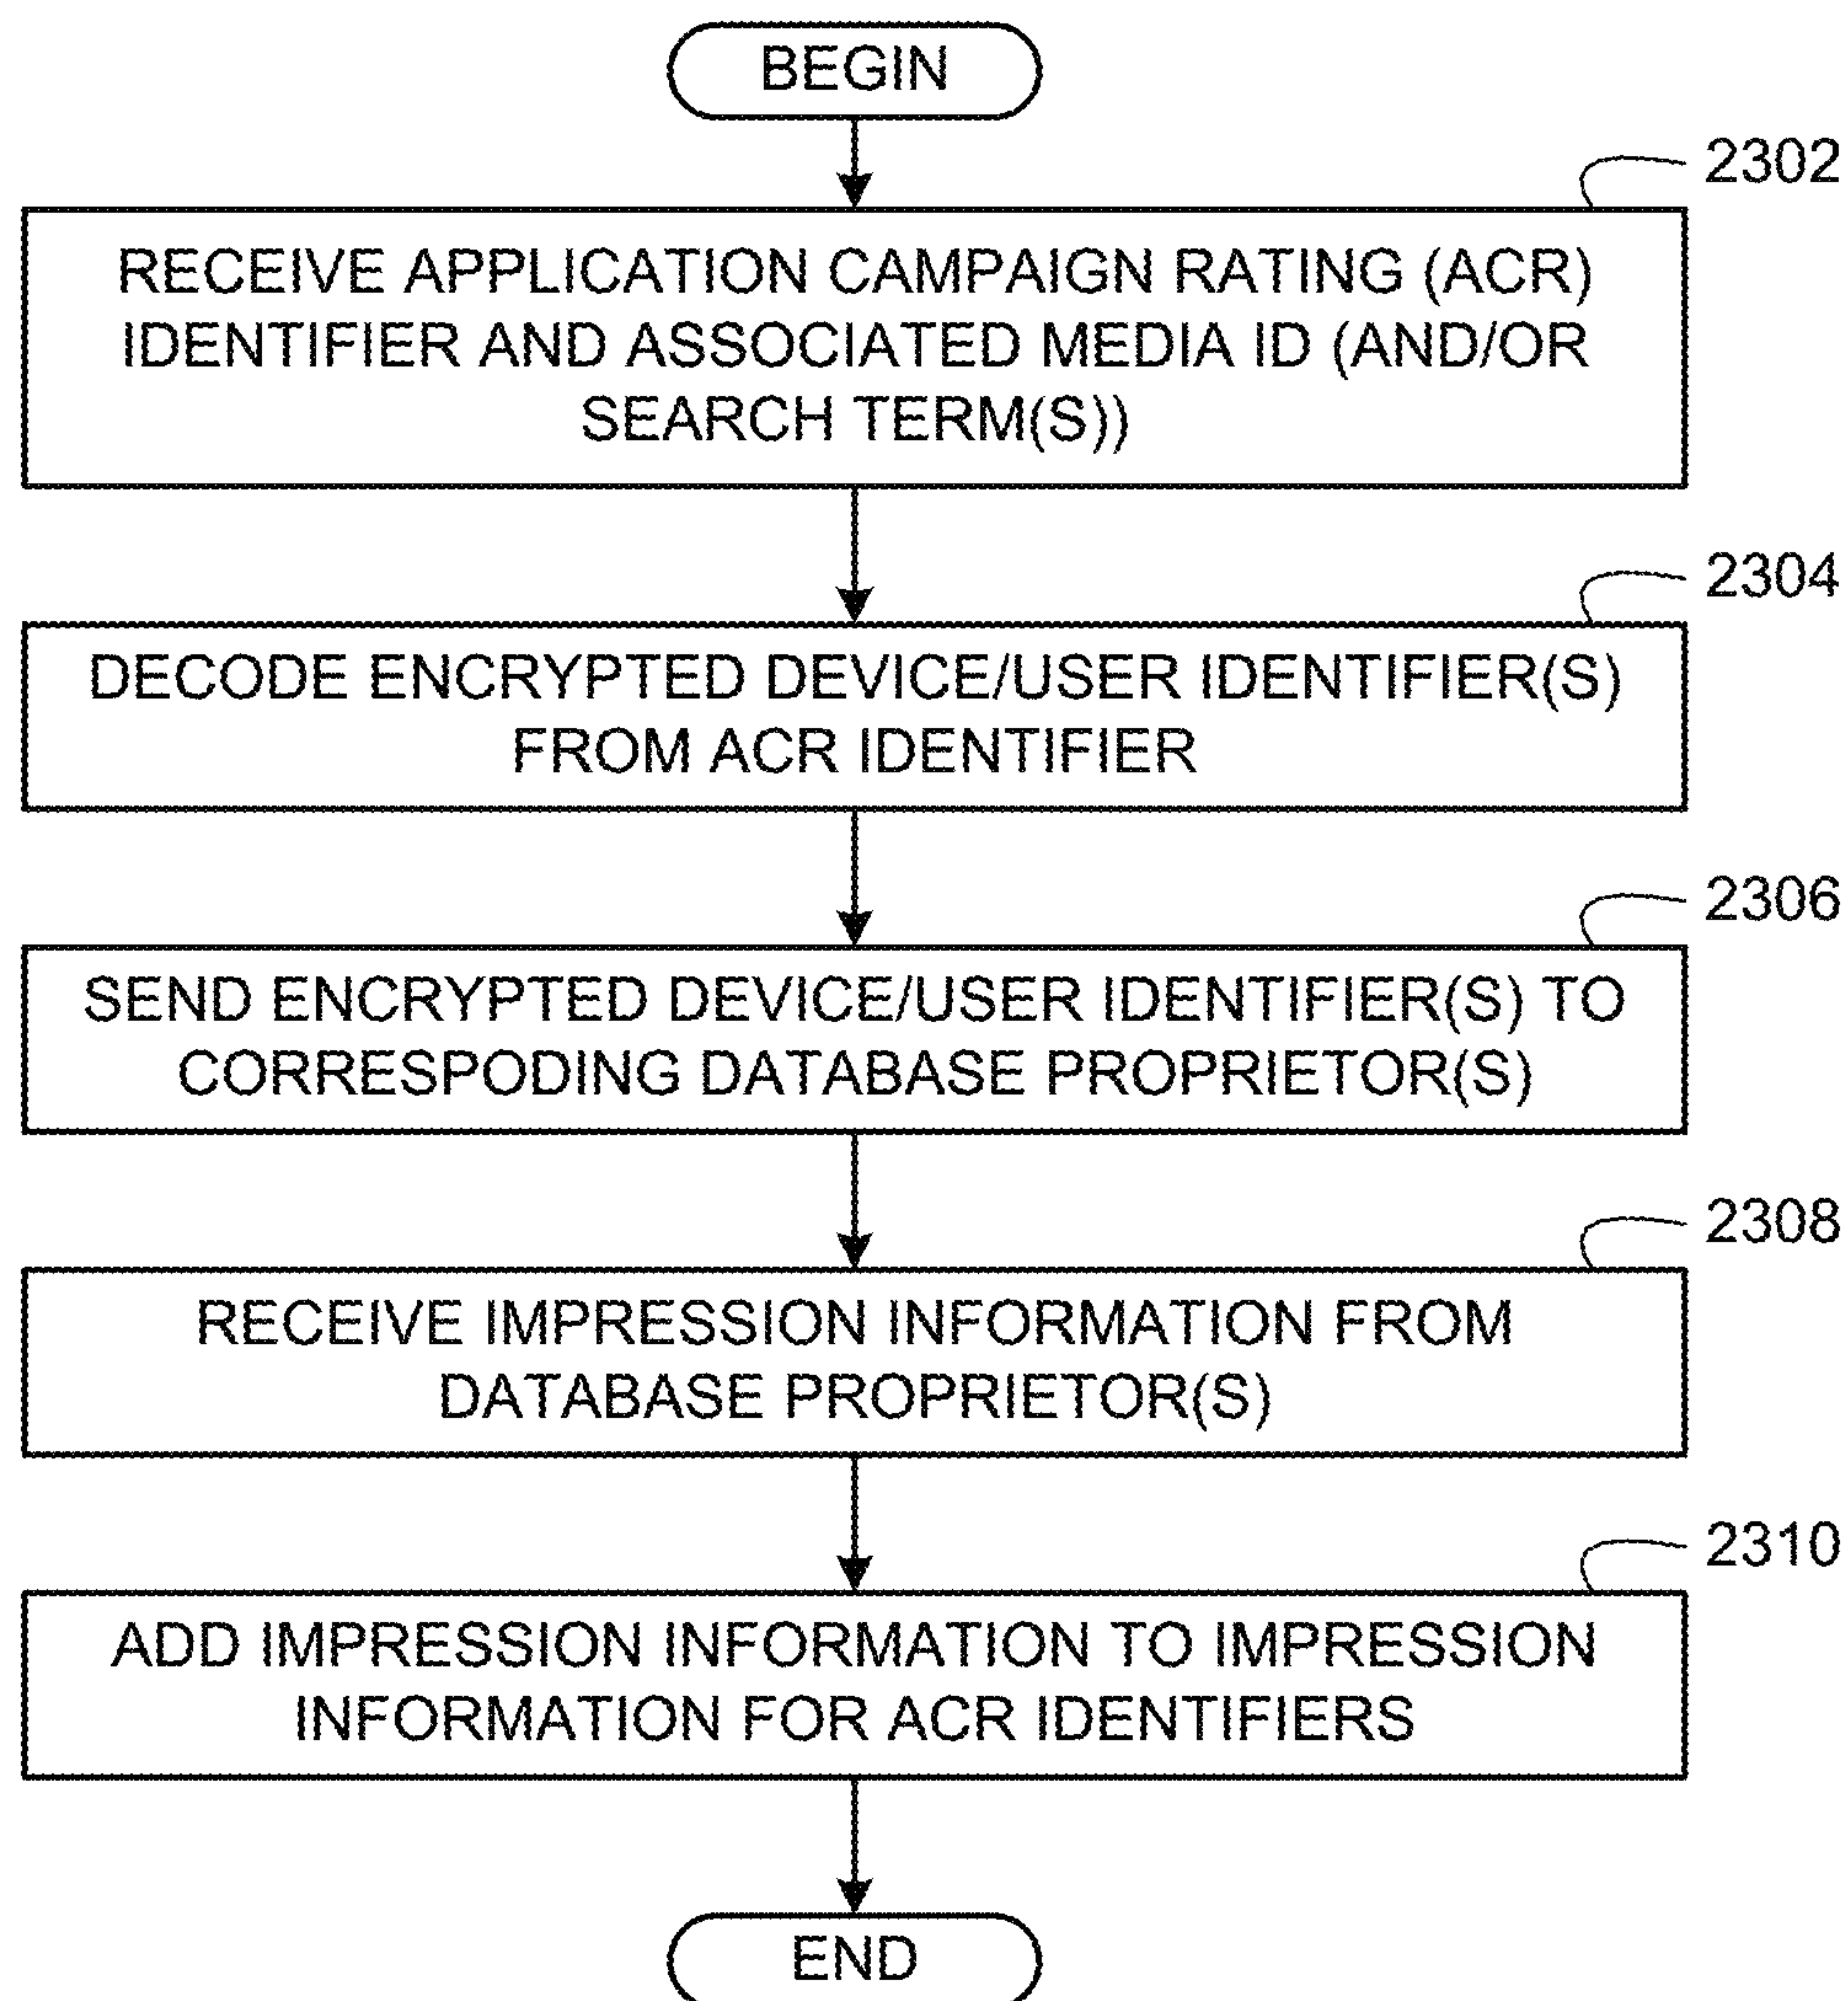 BEGIN
2302
RECEIVE APPLICATION CAMPAIGN RATING (ACR)
IDENTIFIER AND ASSOCIATED MEDIA ID (AND/OR
SEARCH TERM(S))
2304
DECODE ENCRYPTED DEVICE/USER IDENTIFIER(S)
FROM ACR IDENTIFIER
2306
SEND ENCRYPTED DEVICE/USER IDENTIFIER(S) TO
CORRESPODING DATABASE PROPRIETOR(S)
2308
RECEIVE IMPRESSION INFORMATION FROM
DATABASE PROPRIETOR(S)
2310
ADD IMPRESSION INFORMATION TO IMPRESSION
INFORMATION FOR ACR IDENTIFIERS
END